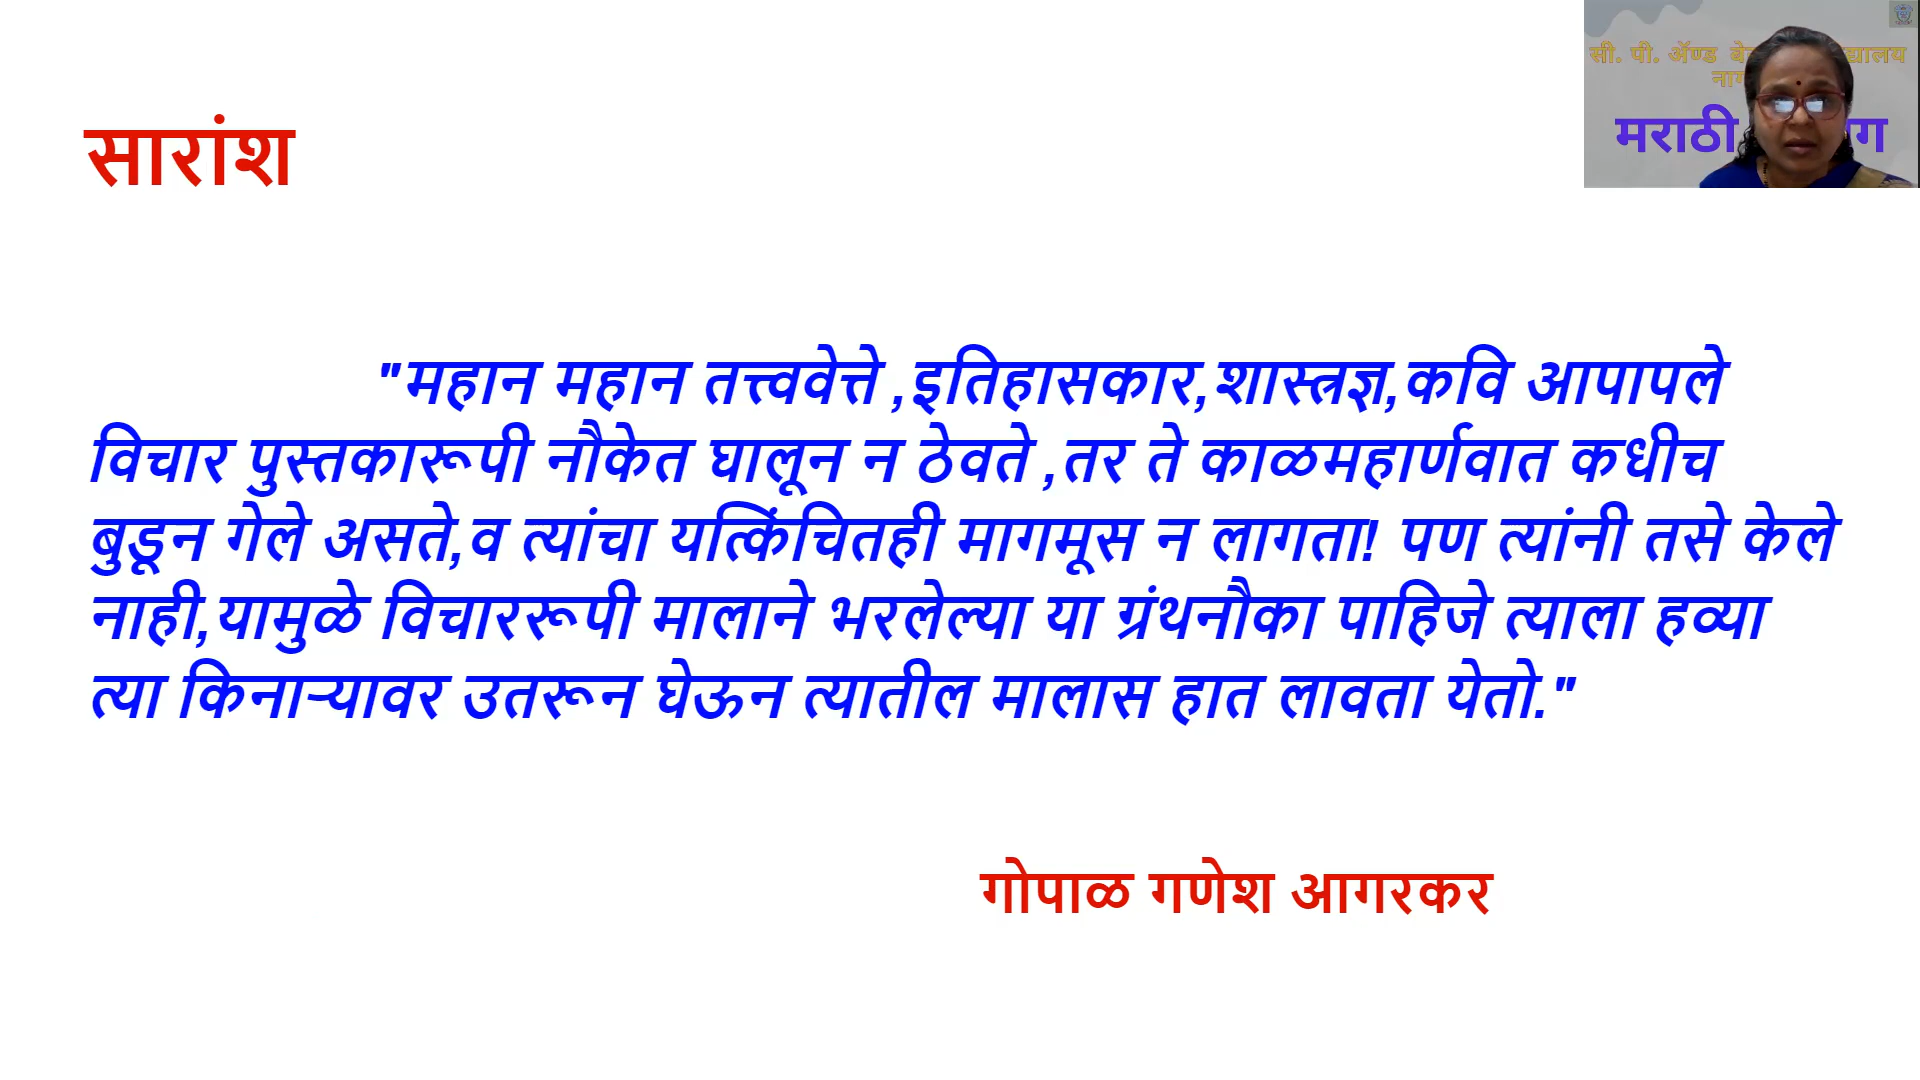 सी. पी. ॲण्ड
मराठी
सारांश
"महान महान तत्त्ववेत्ते ,इतिहासकार,शास्त्रज्ञ,कवि आपापले
विचार पुस्तकारूपी नौकेत घालून न ठेवते ,तर ते काळमहार्णवात कधीच
बुडून गेले असते,व त्यांचा यत्किंचितही मागमूस न लागता! पण त्यांनी तसे केले
नाही,यामुळे विचाररूपी मालाने भरलेल्या या ग्रंथनौका पाहिजे त्याला हव्या
त्या किनाऱ्यावर उतरून घेऊन त्यातील मालास हात लावता येतो."
गोपाळ गणेश आगरकर